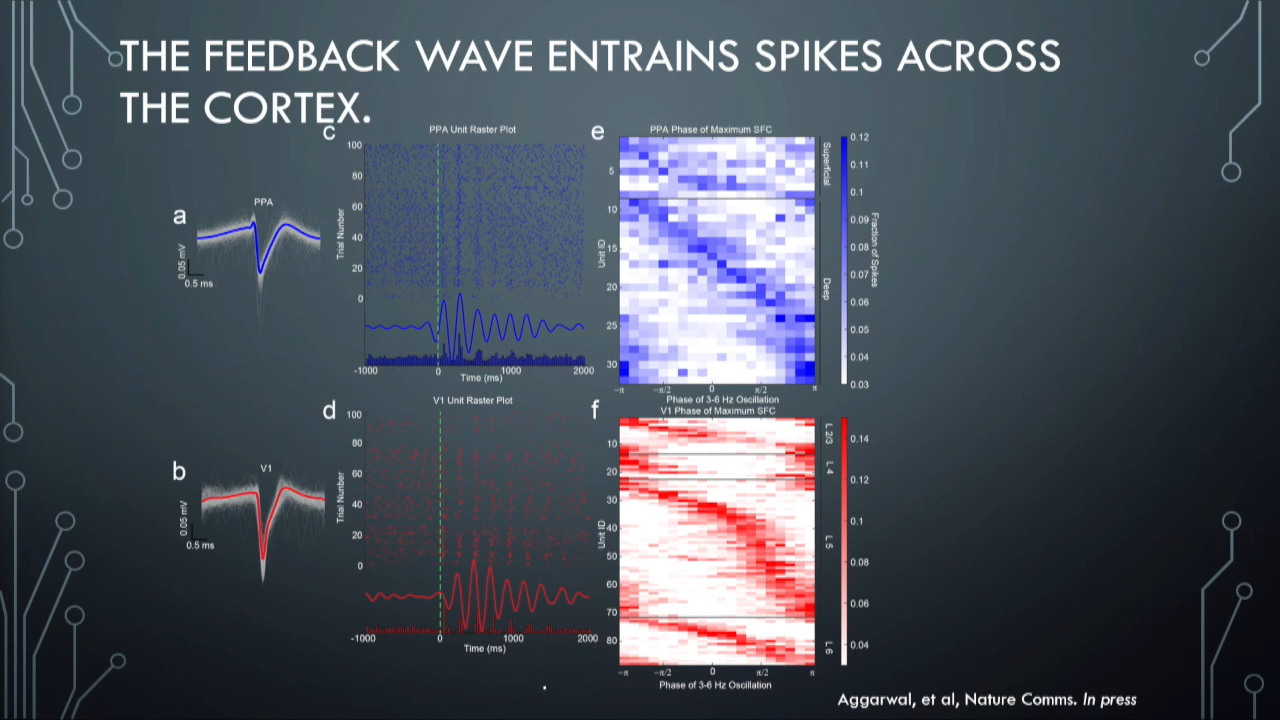 THE FEEDBACK WAVE ENTRAINS SPIKES ACROSS
THE CORTEX.
a
PPA
0.05 mV
0.5 ms
b
V1
0.05 mV
0.5 ms
c
PPA Unit Raster Plot
Trial Number
100
80
60
40
20
0
-1000
0
1000
2000
Time (ms)
d
V1 Unit Raster Plot
Trial Number
100
80
60
40
20
0
-1000
0
1000
2000
Time (ms)
e
PPA Phase of Maximum SFC
Unit ID
5
10
15
20
25
30
Superficial
Deep
-π
-π/2
0
π/2
π
Phase of 3-6 Hz Oscillation
Fraction of Spikes
0.12
0.11
0.1
0.09
0.08
0.07
0.06
0.05
0.04
0.03
f
V1 Phase of Maximum SFC
Unit ID
10
20
30
40
50
60
70
80
L 2/3
L 4
L 5
L 6
-π
-π/2
0
π/2
π
Phase of 3-6 Hz Oscillation
0.14
0.12
0.1
0.08
0.06
0.04
Aggarwal, et al, Nature Comms. In press